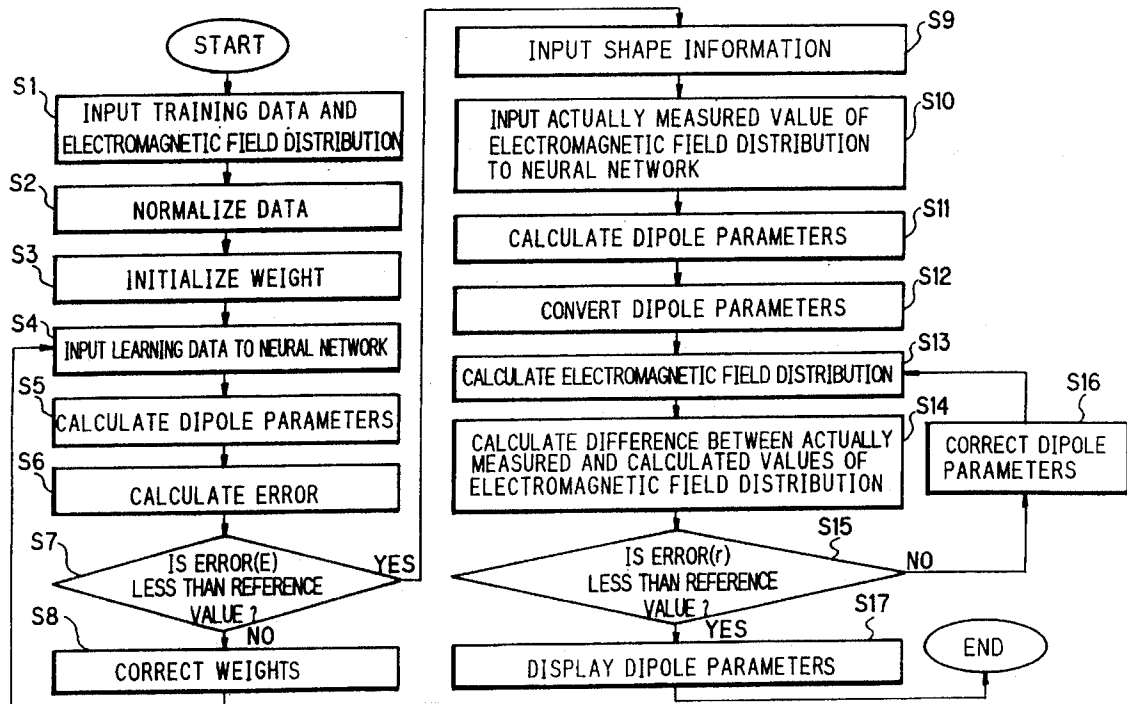 START
S1
INPUT TRAINING DATA AND
ELECTROMAGNETIC FIELD DISTRIBUTION
S2
NORMALIZE DATA
S3
INITIALIZE WEIGHT
S4
INPUT LEARNING DATA TO NEURAL NETWORK
S5
CALCULATE DIPOLE PARAMETERS
S6
CALCULATE ERROR
S7
IS ERROR(E)
LESS THAN REFERENCE
VALUE ?
YES
NO
S8
CORRECT WEIGHTS
S9
INPUT SHAPE INFORMATION
S10
INPUT ACTUALLY MEASURED VALUE OF
ELECTROMAGNETIC FIELD DISTRIBUTION
TO NEURAL NETWORK
S11
CALCULATE DIPOLE PARAMETERS
S12
CONVERT DIPOLE PARAMETERS
S13
CALCULATE ELECTROMAGNETIC FIELD DISTRIBUTION
S14
CALCULATE DIFFERENCE BETWEEN ACTUALLY
MEASURED AND CALCULATED VALUES OF
ELECTROMAGNETIC FIELD DISTRIBUTION
S15
IS ERROR(r)
LESS THAN REFERENCE
VALUE ?
NO
YES
S16
CORRECT DIPOLE
PARAMETERS
S17
DISPLAY DIPOLE PARAMETERS
END